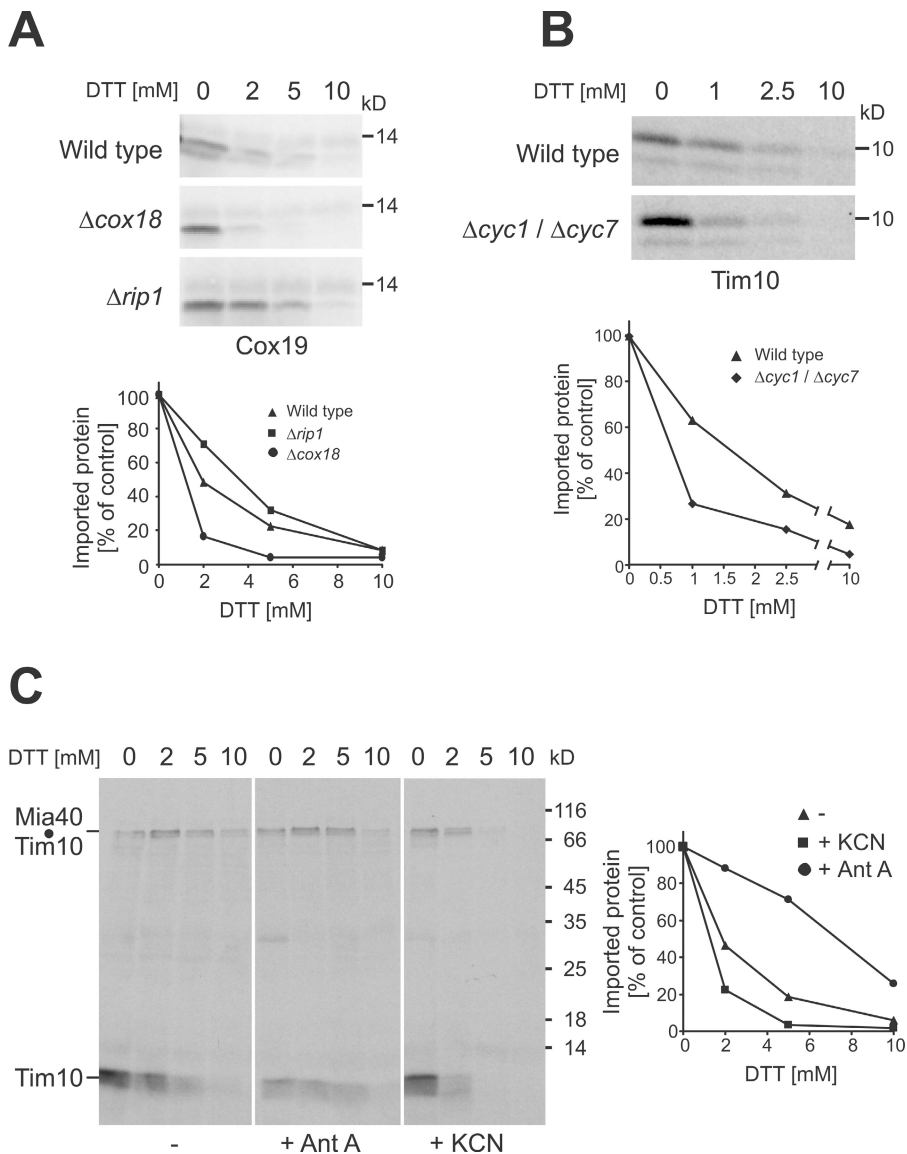 A
DTT [mM] 0 2 5 10
kD
Wild type
14
Δcox18
14
Δrip1
14
Cox19
Imported protein
[% of control]
100
80
60
40
20
0
Wild type
Δrip1
Δcox18
0 2 4 6 8 10
DTT [mM]
B
DTT [mM] 0 1 2.5 10
kD
Wild type
10
Δcyc1 / Δcyc7
10
Tim10
Imported protein
[% of control]
100
80
60
40
20
0
Wild type
Δcyc1 / Δcyc7
0 0.5 1 1.5 2 2.5 10
DTT [mM]
C
DTT [mM] 0 2 5 10 0 2 5 10 0 2 5 10 kD
Mia40
Tim10
Tim10
116
66
45
35
25
18
14
- + Ant A + KCN
Imported protein
[% of control]
100
80
60
40
20
0
-
+ KCN
+ Ant A
0 2 4 6 8 10
DTT [mM]